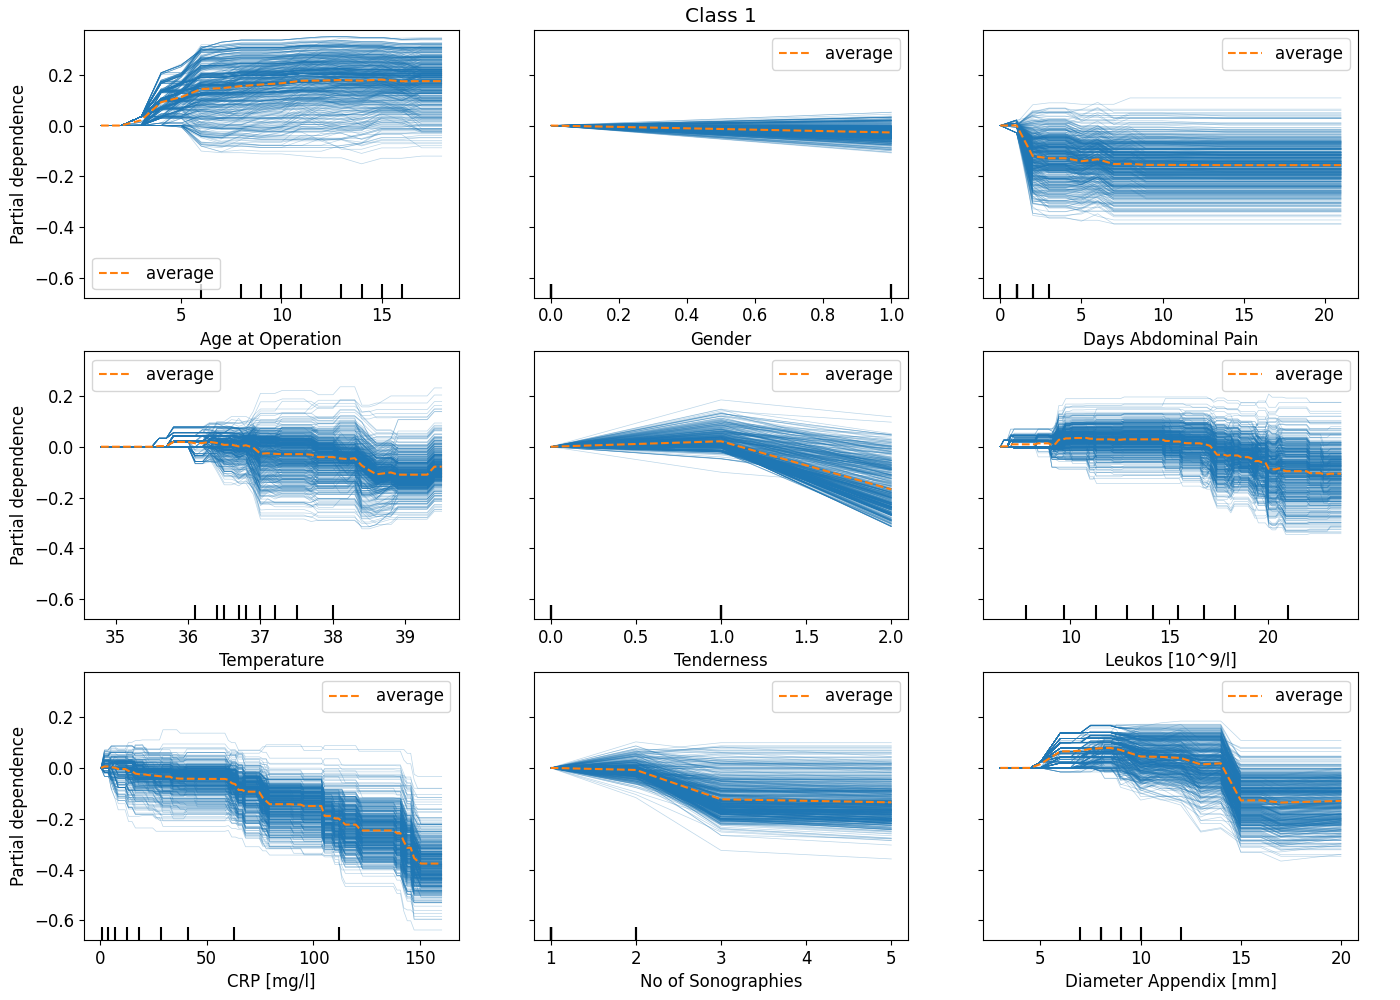 Class 1
Partial dependence
0.2
0.0
−0.2
−0.4
−0.6
average
5 10 15
Age at Operation
average
0.0 0.2 0.4 0.6 0.8 1.0
Gender
average
0 5 10 15 20
Days Abdominal Pain
Partial dependence
0.2
0.0
−0.2
−0.4
−0.6
average
35 36 37 38 39
Temperature
average
0.0 0.5 1.0 1.5 2.0
Tenderness
average
10 15 20
Leukos [10^9/l]
Partial dependence
0.2
0.0
−0.2
−0.4
−0.6
average
0 50 100 150
CRP [mg/l]
average
1 2 3 4 5
No of Sonographies
average
5 10 15 20
Diameter Appendix [mm]